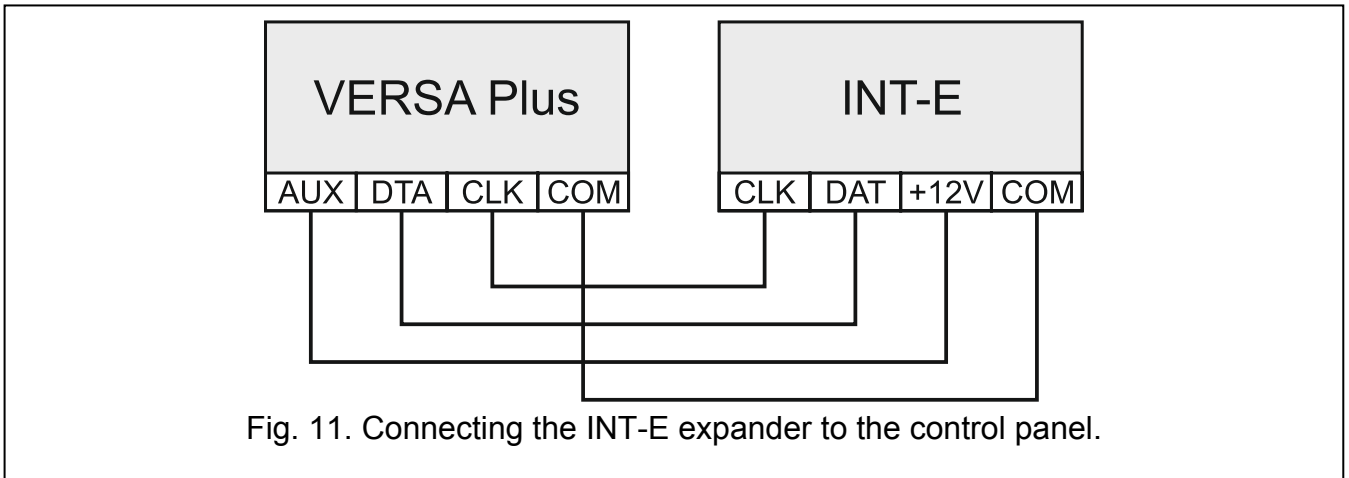 VERSA Plus
AUX DTA CLK COM
INT-E
CLK DAT +12V COM
Fig. 11. Connecting the INT-E expander to the control panel.